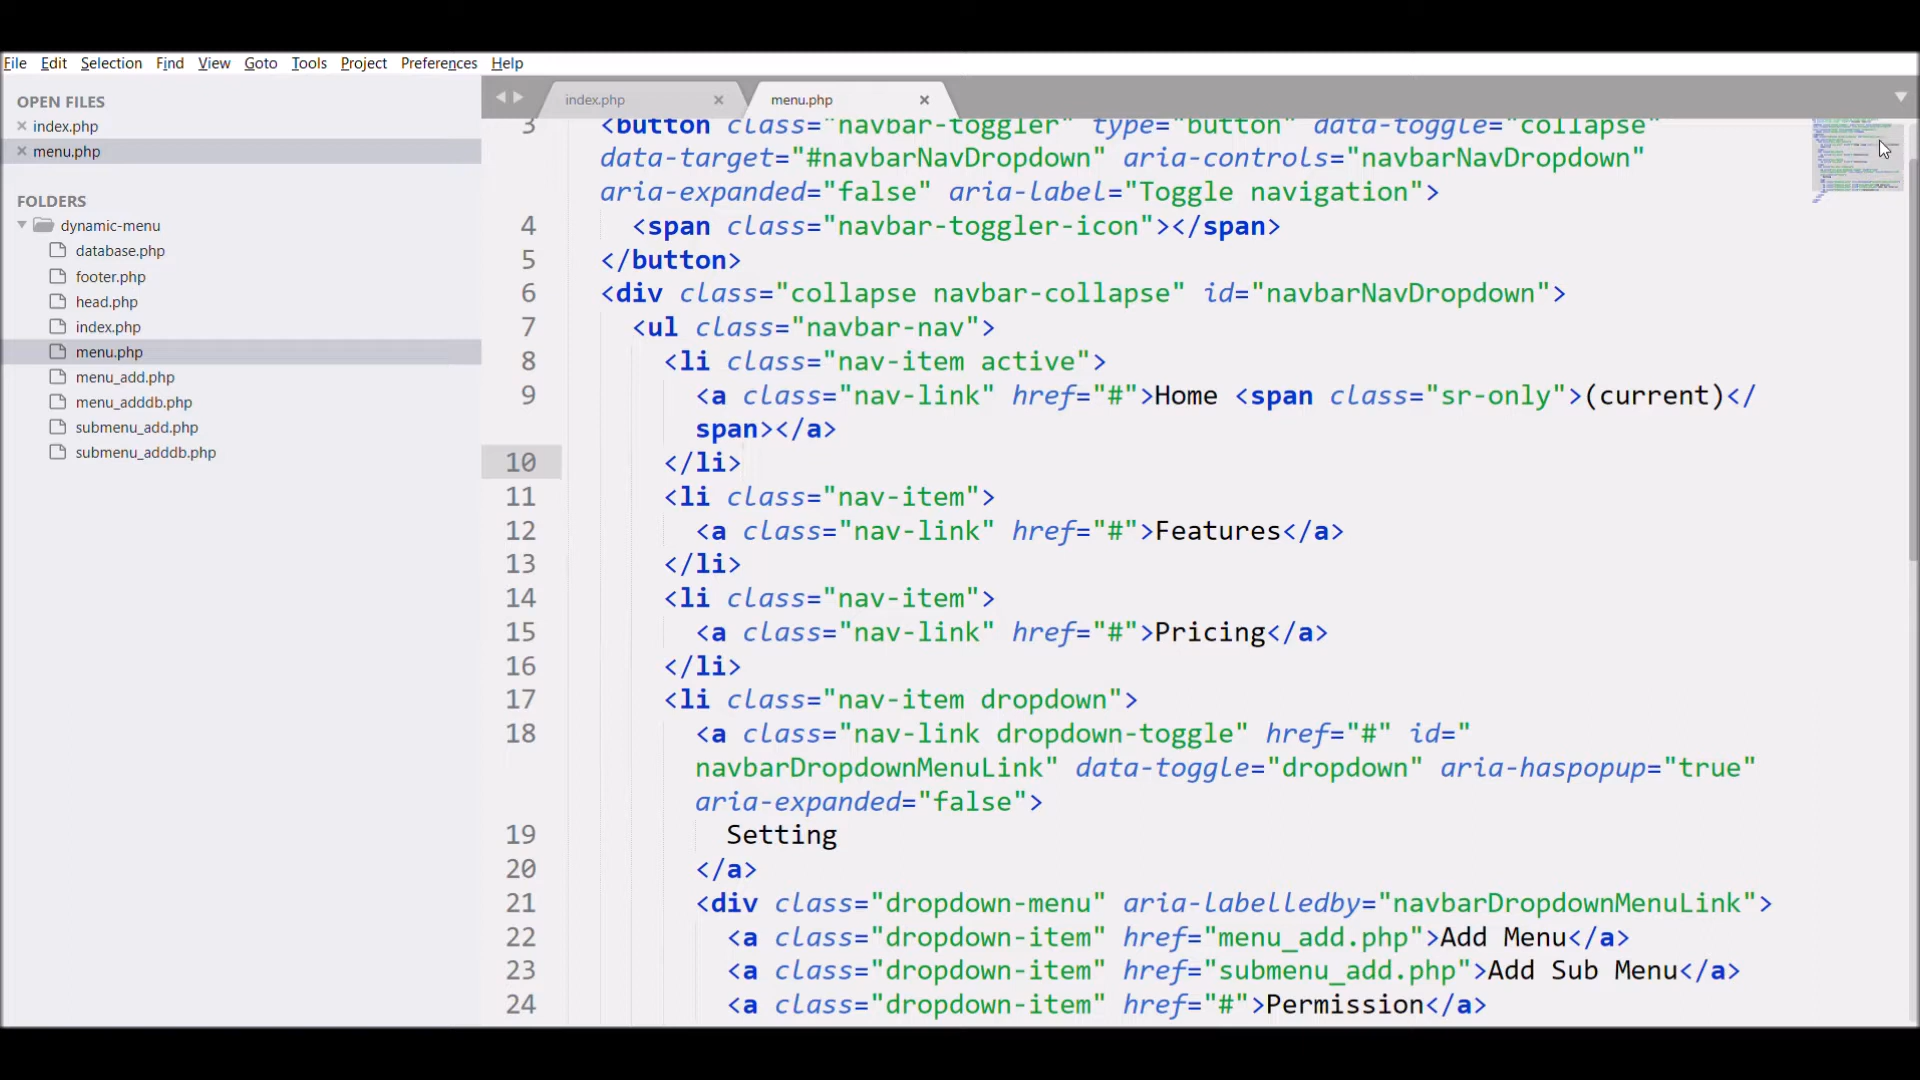 File Edit Selection Find View Goto Tools Project Preferences Help
OPEN FILES
index.php
menu.php
FOLDERS
dynamic-menu
database.php
footer.php
head.php
index.php
menu.php
menu_add.php
menu_adddb.php
submenu_add.php
submenu_adddb.php
index.php menu.php
3 <button class="navbar-toggler" type="button" data-toggle="collapse"
data-target="#navbarNavDropdown" aria-controls="navbarNavDropdown"
aria-expanded="false" aria-label="Toggle navigation">
4 <span class="navbar-toggler-icon"></span>
5 </button>
6 <div class="collapse navbar-collapse" id="navbarNavDropdown">
7 <ul class="navbar-nav">
8 <li class="nav-item active">
9 <a class="nav-link" href="#">Home <span class="sr-only">(current)</
span></a>
10 </li>
11 <li class="nav-item">
12 <a class="nav-link" href="#">Features</a>
13 </li>
14 <li class="nav-item">
15 <a class="nav-link" href="#">Pricing</a>
16 </li>
17 <li class="nav-item dropdown">
18 <a class="nav-link dropdown-toggle" href="#" id="
navbarDropdownMenuLink" data-toggle="dropdown" aria-haspopup="true"
aria-expanded="false">
19 Setting
20 </a>
21 <div class="dropdown-menu" aria-labelledby="navbarDropdownMenuLink">
22 <a class="dropdown-item" href="menu_add.php">Add Menu</a>
23 <a class="dropdown-item" href="submenu_add.php">Add Sub Menu</a>
24 <a class="dropdown-item" href="#">Permission</a>